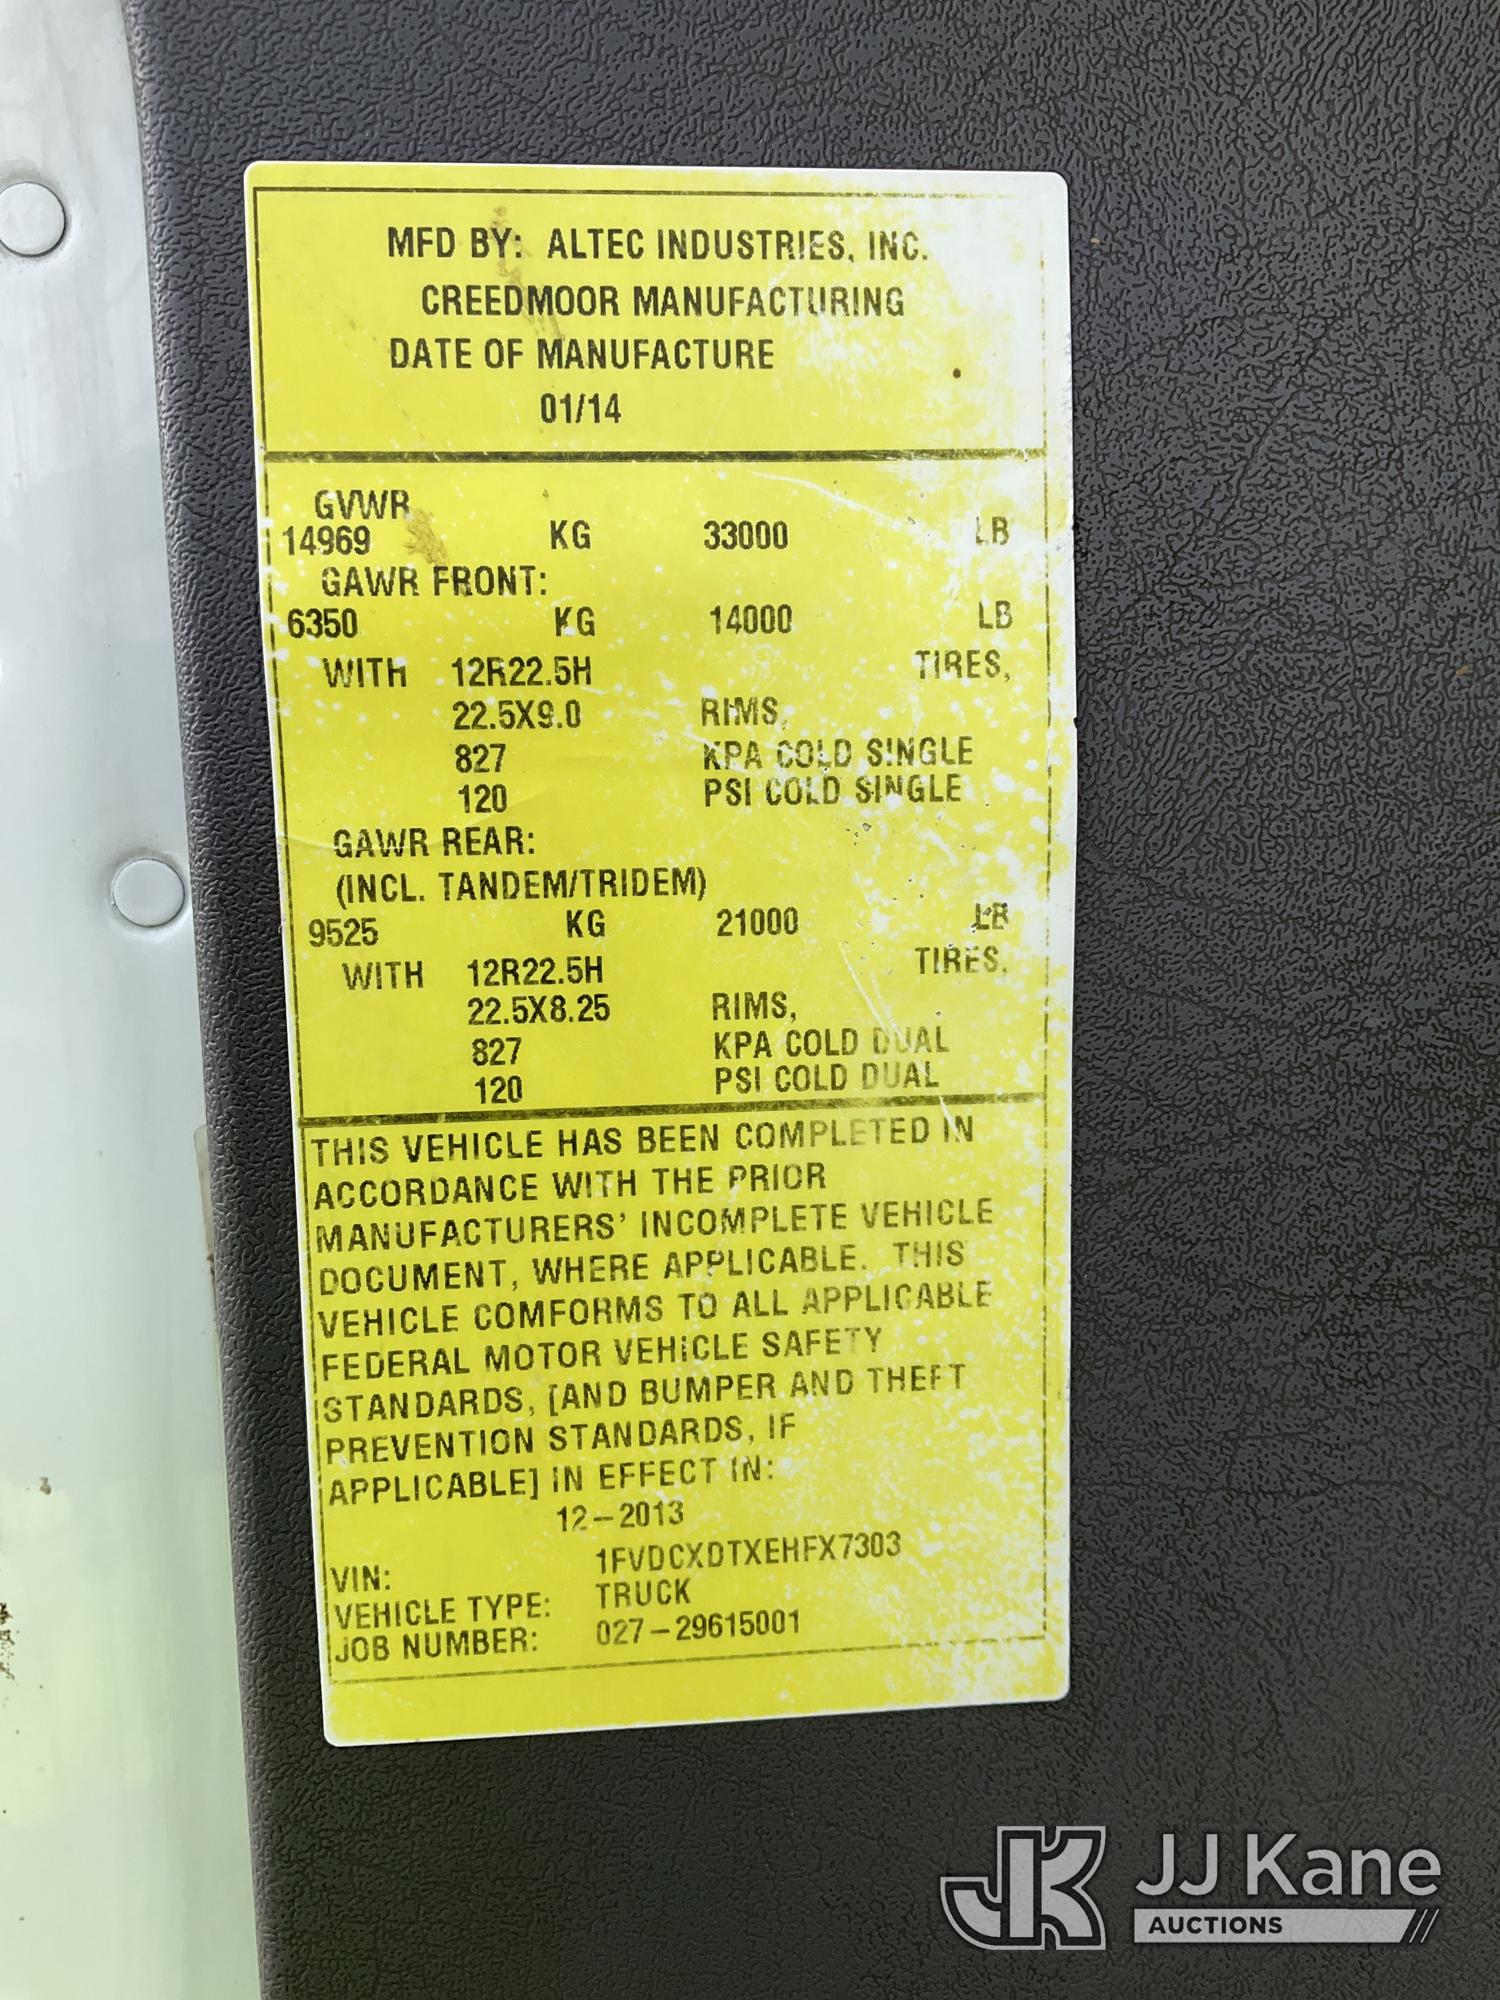 MFD BY: ALTEC INDUSTRIES, INC.
CREEDMOOR MANUFACTURING
DATE OF MANUFACTURE
01/14
GVWR
14969 KG 33000 LB
GAWR FRONT:
6350 KG 14000 LB
WITH 12R22.5H TIRES,
22.5X9.0 RIMS,
827 KPA COLD SINGLE
120 PSI COLD SINGLE
GAWR REAR:
(INCL. TANDEM/TRIDEM)
9525 KG 21000 LB
WITH 12R22.5H TIRES,
22.5X8.25 RIMS,
827 KPA COLD DUAL
120 PSI COLD DUAL
THIS VEHICLE HAS BEEN COMPLETED IN
ACCORDANCE WITH THE PRIOR
MANUFACTURERS' INCOMPLETE VEHICLE
DOCUMENT, WHERE APPLICABLE. THIS
VEHICLE COMFORMS TO ALL APPLICABLE
FEDERAL MOTOR VEHICLE SAFETY
STANDARDS, [AND BUMPER AND THEFT
PREVENTION STANDARDS, IF
APPLICABLE] IN EFFECT IN:
12-2013
VIN: 1FVDCXDTXEHFX7303
VEHICLE TYPE: TRUCK
JOB NUMBER: 027-29615001
JK JJ Kane
AUCTIONS